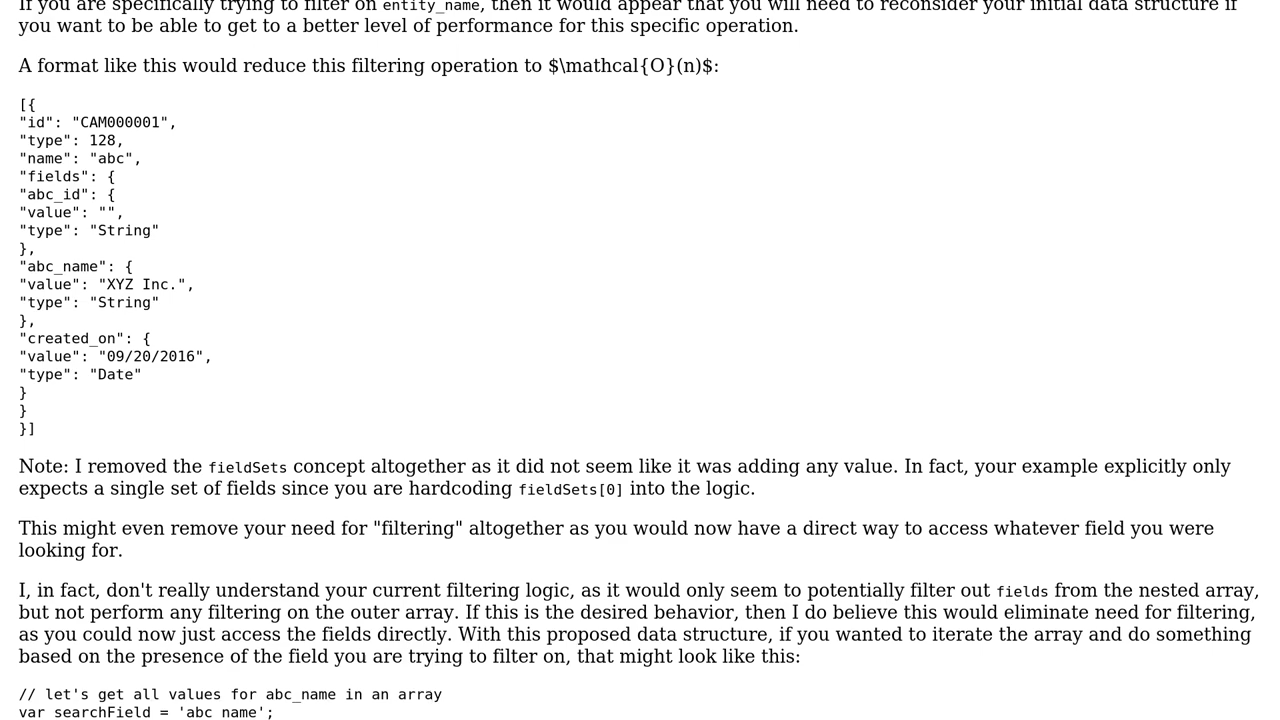 If you are specifically trying to filter on entity_name, then it would appear that you will need to reconsider your initial data structure if
you want to be able to get to a better level of performance for this specific operation.
A format like this would reduce this filtering operation to $\mathcal{O}(n)$:
[{
"id": "CAM000001",
"type": 128,
"name": "abc",
"fields": {
"abc_id": {
"value": "",
"type": "String"
},
"abc_name": {
"value": "XYZ Inc.",
"type": "String"
},
"created_on": {
"value": "09/20/2016",
"type": "Date"
}
}
}]
Note: I removed the fieldSets concept altogether as it did not seem like it was adding any value. In fact, your example explicitly only
expects a single set of fields since you are hardcoding fieldSets[0] into the logic.
This might even remove your need for "filtering" altogether as you would now have a direct way to access whatever field you were
looking for.
I, in fact, don't really understand your current filtering logic, as it would only seem to potentially filter out fields from the nested array,
but not perform any filtering on the outer array. If this is the desired behavior, then I do believe this would eliminate need for filtering,
as you could now just access the fields directly. With this proposed data structure, if you wanted to iterate the array and do something
based on the presence of the field you are trying to filter on, that might look like this:
// let's get all values for abc_name in an array
var searchField = 'abc_name';